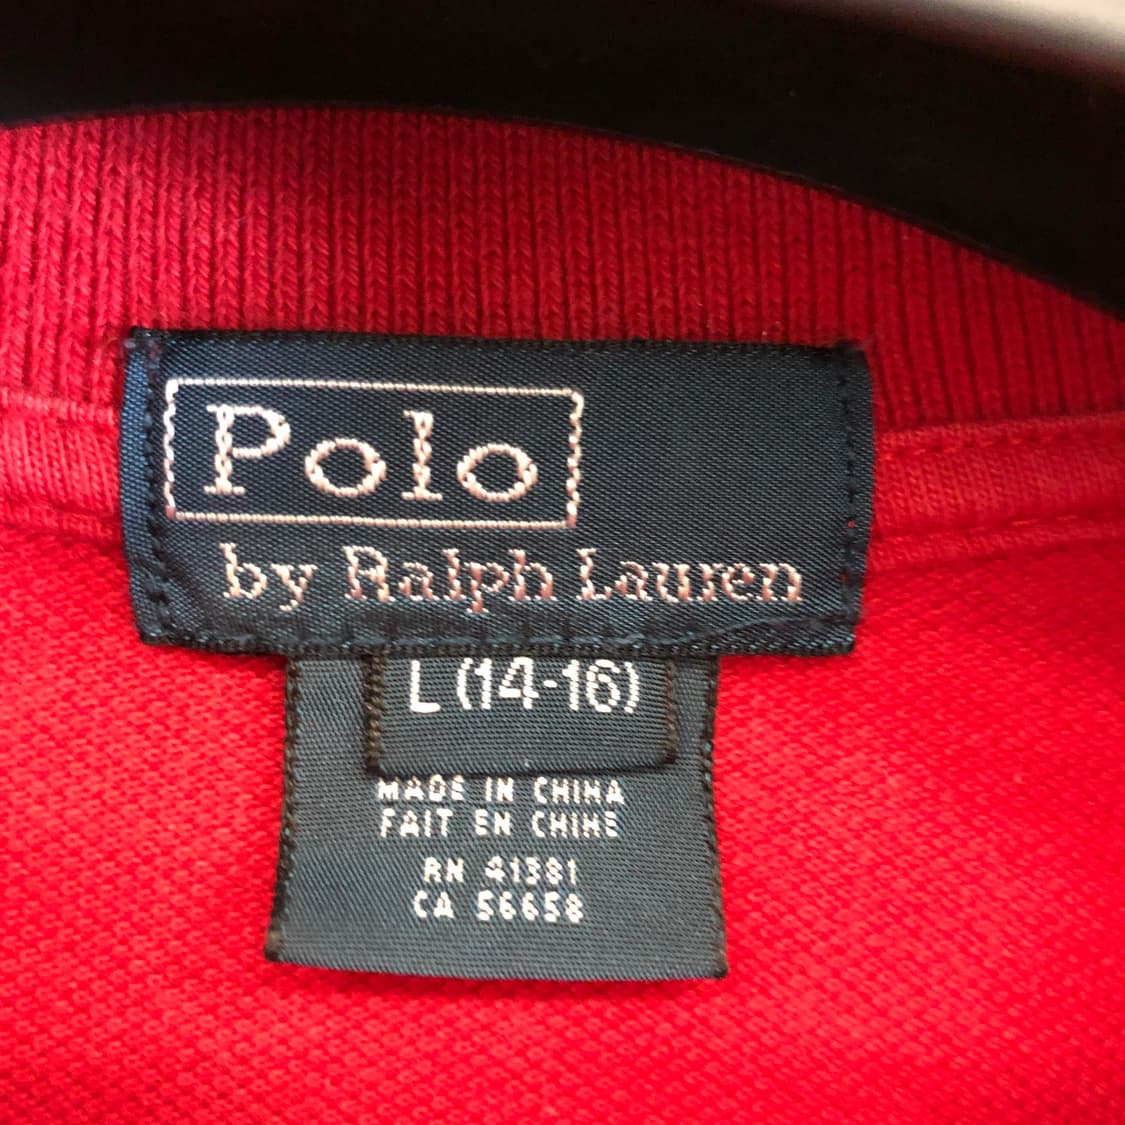 Polo
by Ralph Lauren
L (14-16)
MADE IN CHINA
FAIT EN CHINE
RN 41381
CA 56658